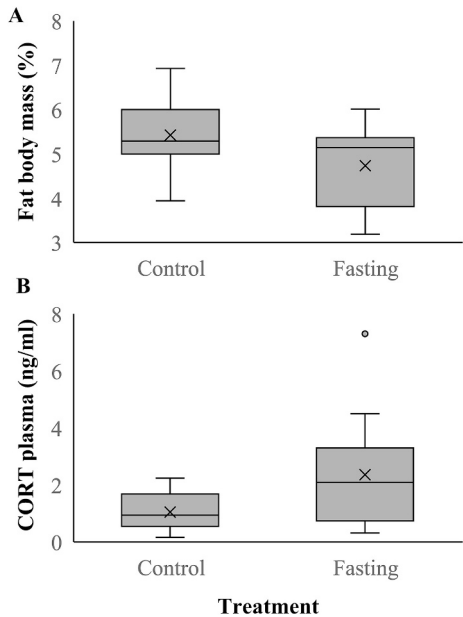 A
Fat body mass (%)
8
7
6
5
4
3
Control Fasting
B
CORT plasma (ng/ml)
8
6
4
2
0
Control Fasting
Treatment